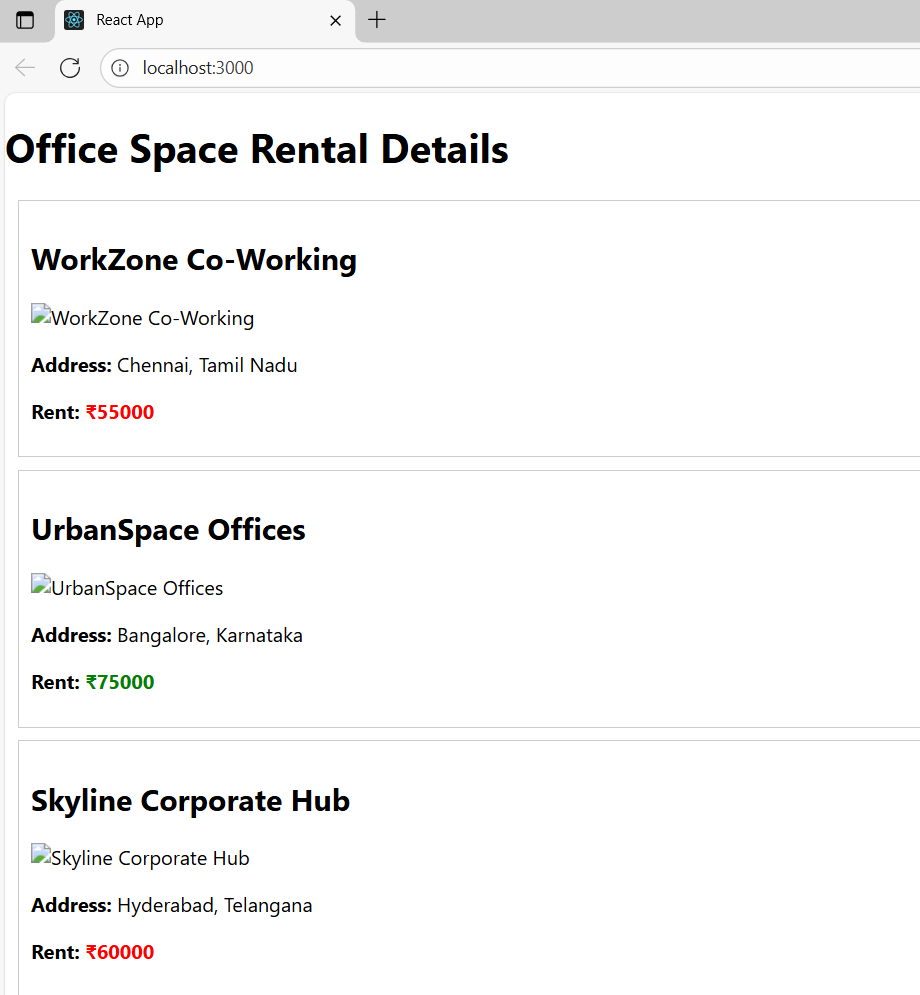 React App
localhost:3000
Office Space Rental Details
WorkZone Co-Working
WorkZone Co-Working
Address: Chennai, Tamil Nadu
Rent: ₹55000
UrbanSpace Offices
UrbanSpace Offices
Address: Bangalore, Karnataka
Rent: ₹75000
Skyline Corporate Hub
Skyline Corporate Hub
Address: Hyderabad, Telangana
Rent: ₹60000